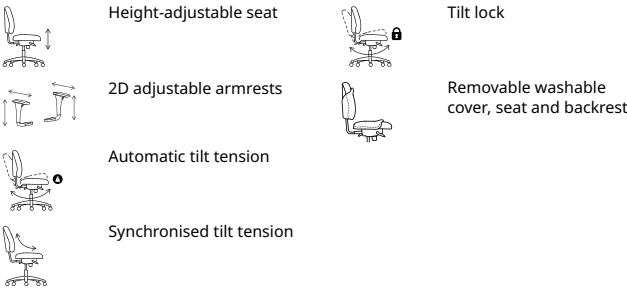 Height-adjustable seat
2D adjustable armrests
Automatic tilt tension
Synchronised tilt tension
Tilt lock
Removable washable
cover, seat and backrest